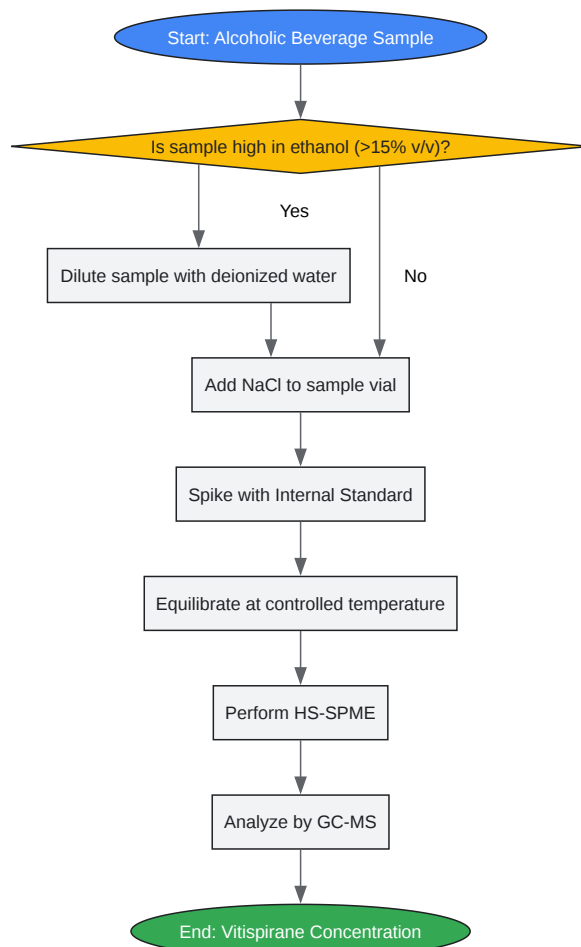 Start: Alcoholic Beverage Sample
Is sample high in ethanol (>15% v/v)?
Yes
Dilute sample with deionized water
No
Add NaCl to sample vial
Spike with Internal Standard
Equilibrate at controlled temperature
Perform HS-SPME
Analyze by GC-MS
End: Vitispirane Concentration